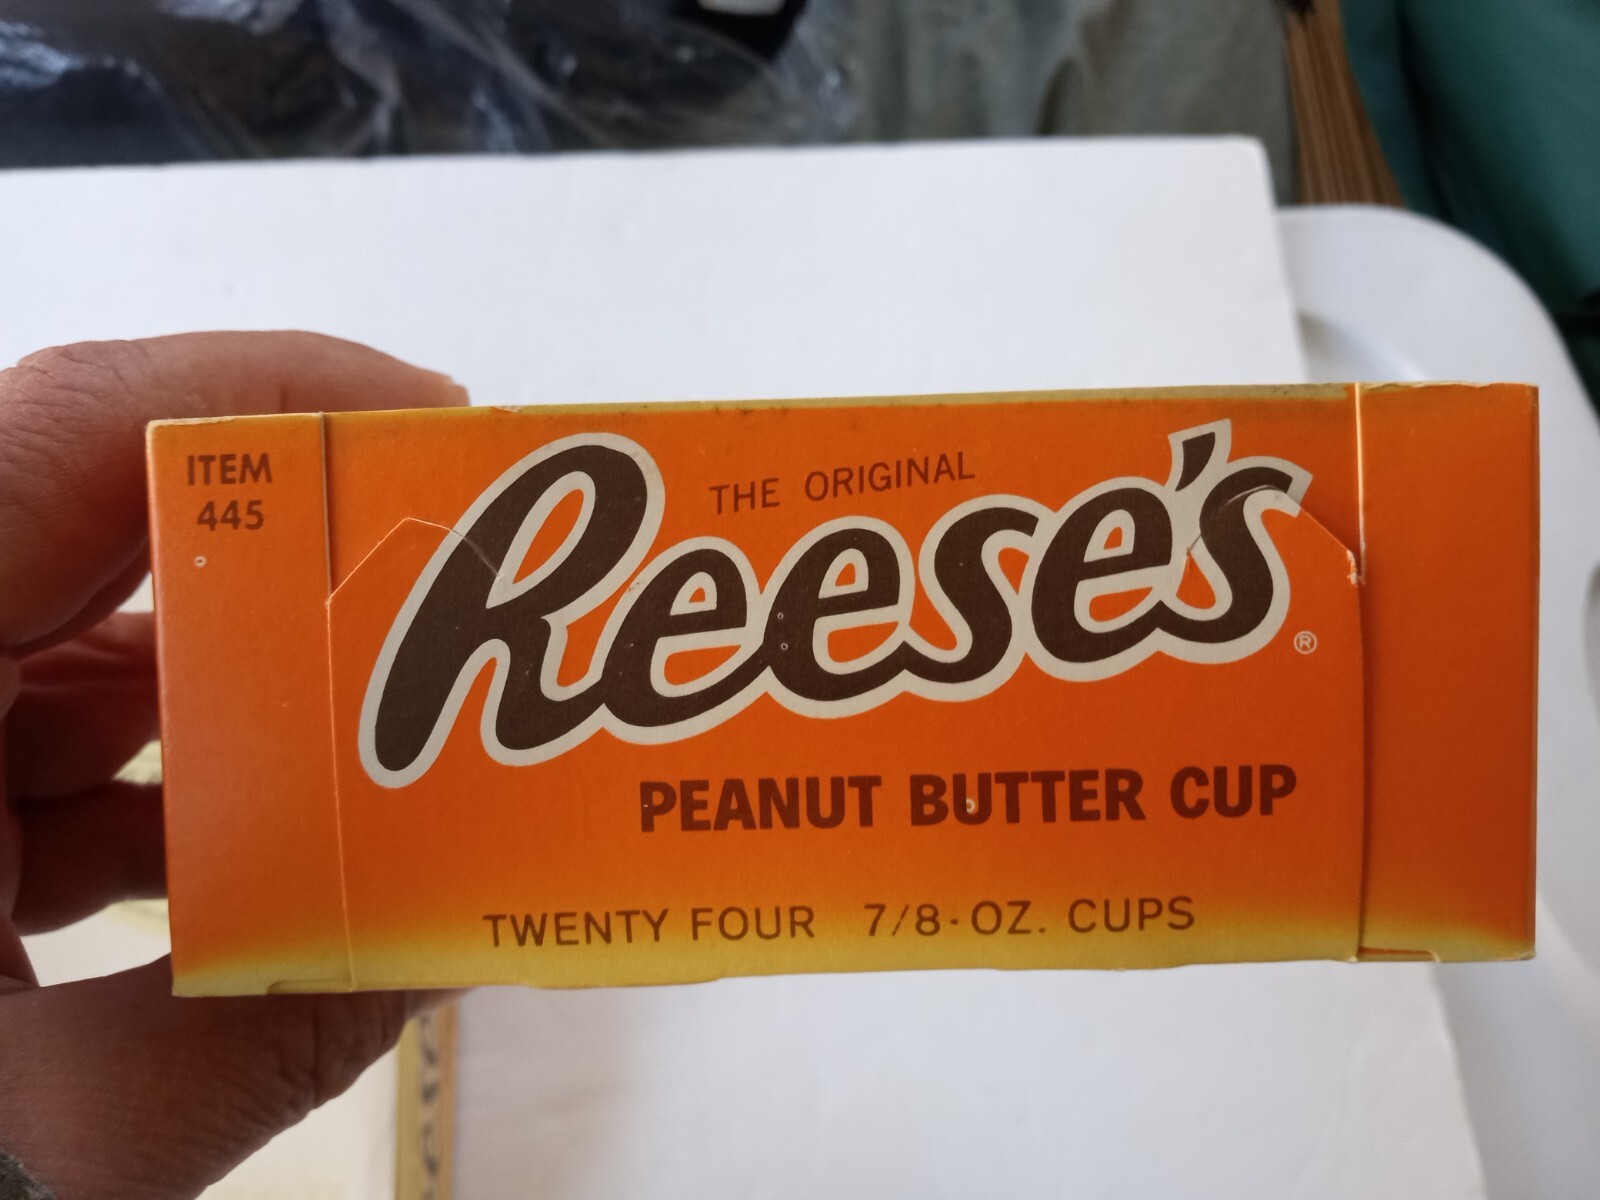 ITEM
445
THE ORIGINAL
Reese's
®
PEANUT BUTTER CUP
TWENTY FOUR 7/8-OZ. CUPS